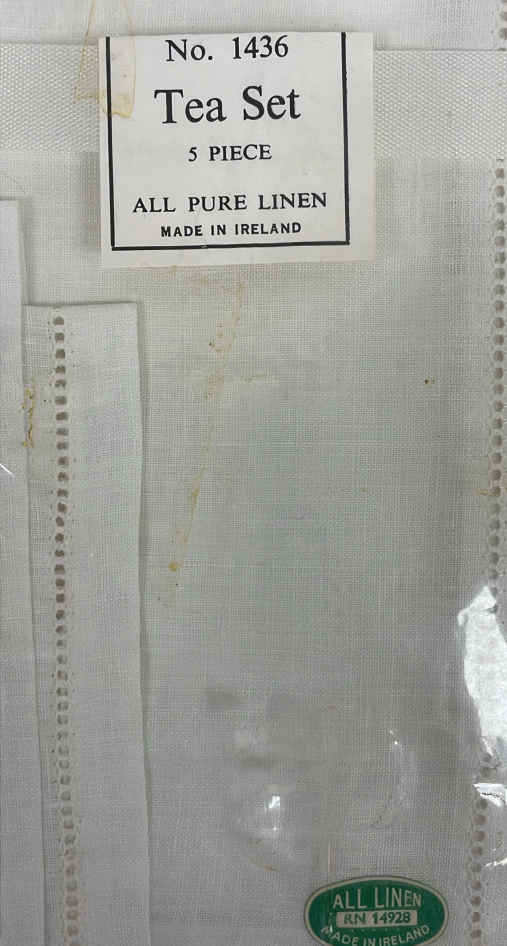 No. 1436
Tea Set
5 PIECE
ALL PURE LINEN
MADE IN IRELAND
ALL LINEN
RN 14928
MADE IN IRELAND